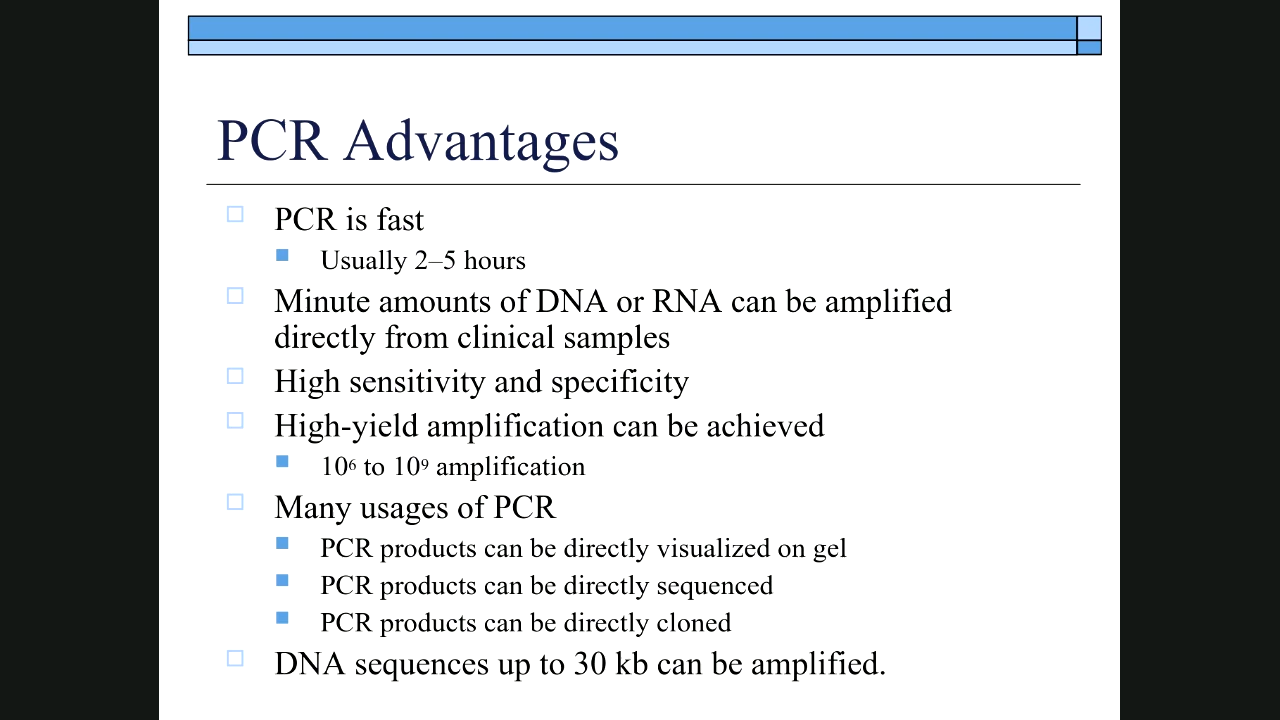 PCR Advantages
PCR is fast
Usually 2–5 hours
Minute amounts of DNA or RNA can be amplified
directly from clinical samples
High sensitivity and specificity
High-yield amplification can be achieved
10⁶ to 10⁹ amplification
Many usages of PCR
PCR products can be directly visualized on gel
PCR products can be directly sequenced
PCR products can be directly cloned
DNA sequences up to 30 kb can be amplified.